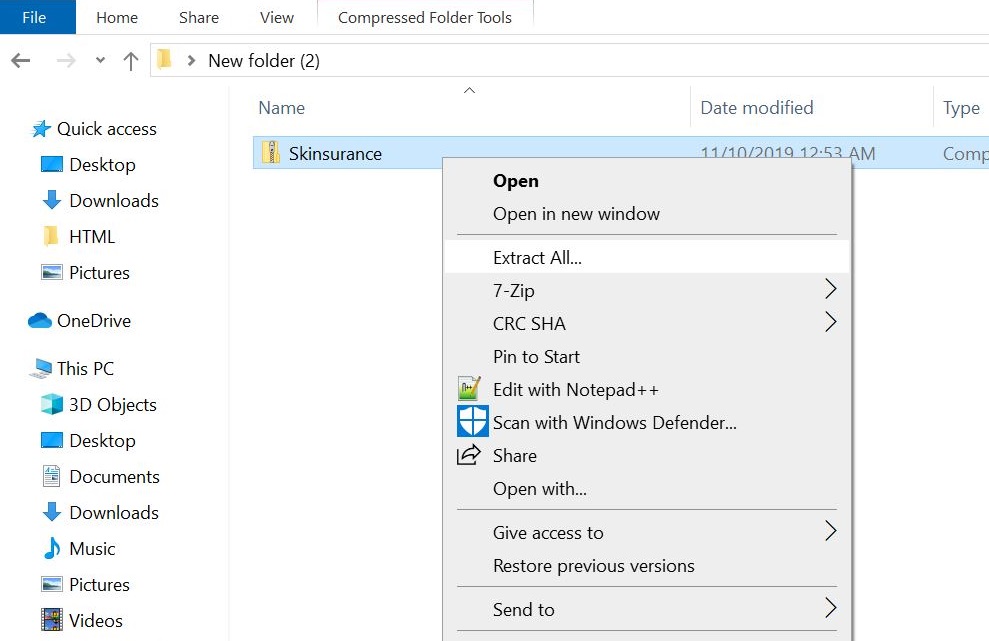 File Home Share View Compressed Folder Tools
New folder (2)
Name Date modified Type
Quick access
Skinsurance 11/10/2019 12:53 AM Comp
Desktop
Downloads
HTML
Pictures
OneDrive
This PC
3D Objects
Desktop
Documents
Downloads
Music
Pictures
Videos
Open
Open in new window
Extract All...
7-Zip
CRC SHA
Pin to Start
Edit with Notepad++
Scan with Windows Defender...
Share
Open with...
Give access to
Restore previous versions
Send to